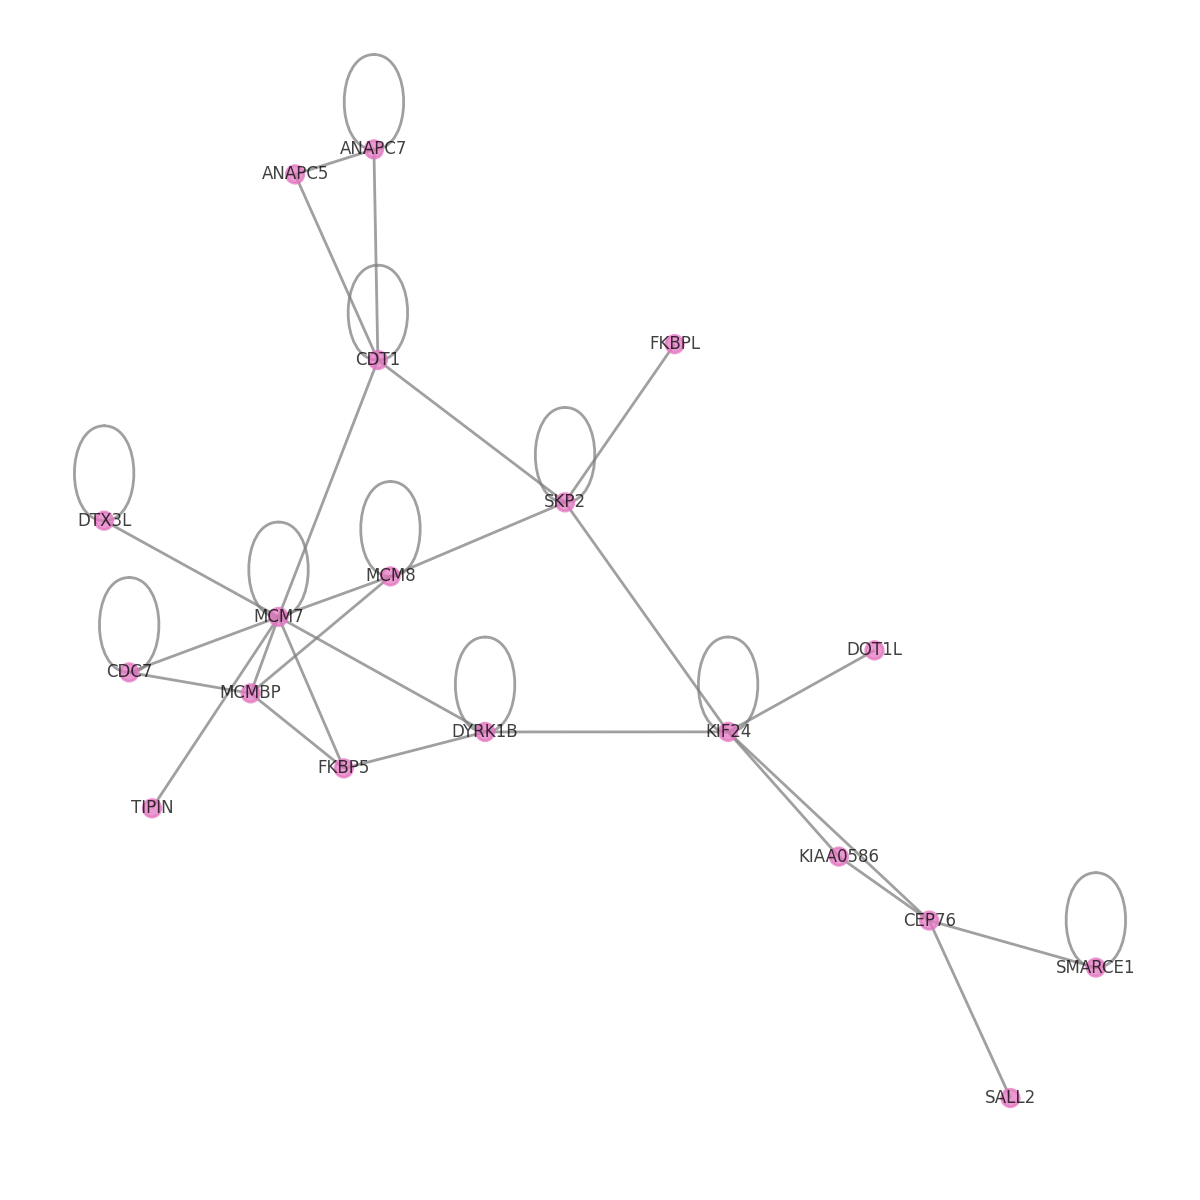 ANAPC7
ANAPC5
FKBPL
CDT1
SKP2
DTX3L
MCM8
MCM7
DOT1L
CDC7
MCMBP
DYRK1B
KIF24
FKBP5
TIPIN
KIAA0586
CEP76
SMARCE1
SALL2